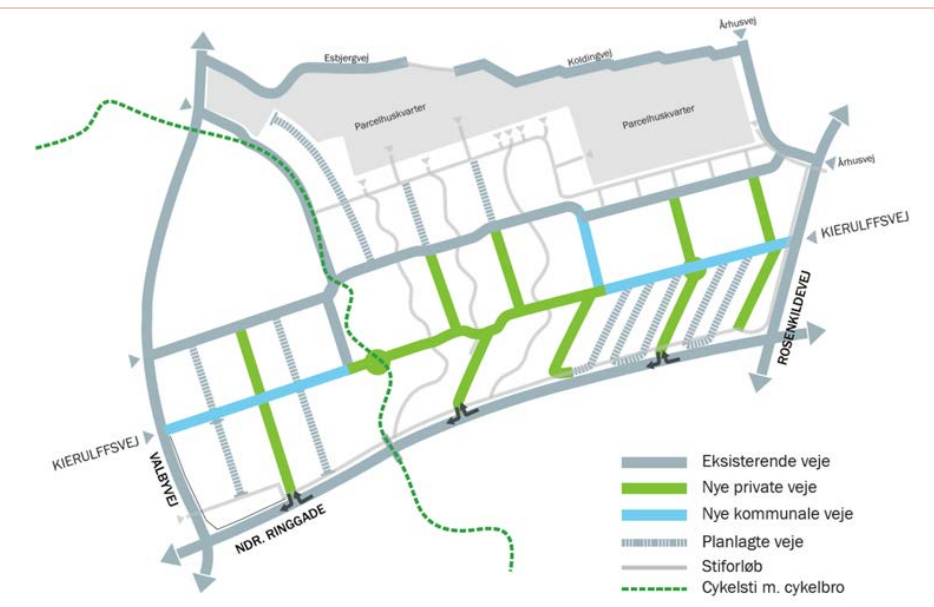 Århusvej
Esbjergvej
Koldingvej
Parcelhuskvarter
Parcelhuskvarter
Århusvej
KIERULFFSVEJ
ROSENKILDEVEJ
KIERULFFSVEJ
VALBYVEJ
NDR. RINGGADE
Eksisterende veje
Nye private veje
Nye kommunale veje
Planlagte veje
Stiforløb
Cykelsti m. cykelbro